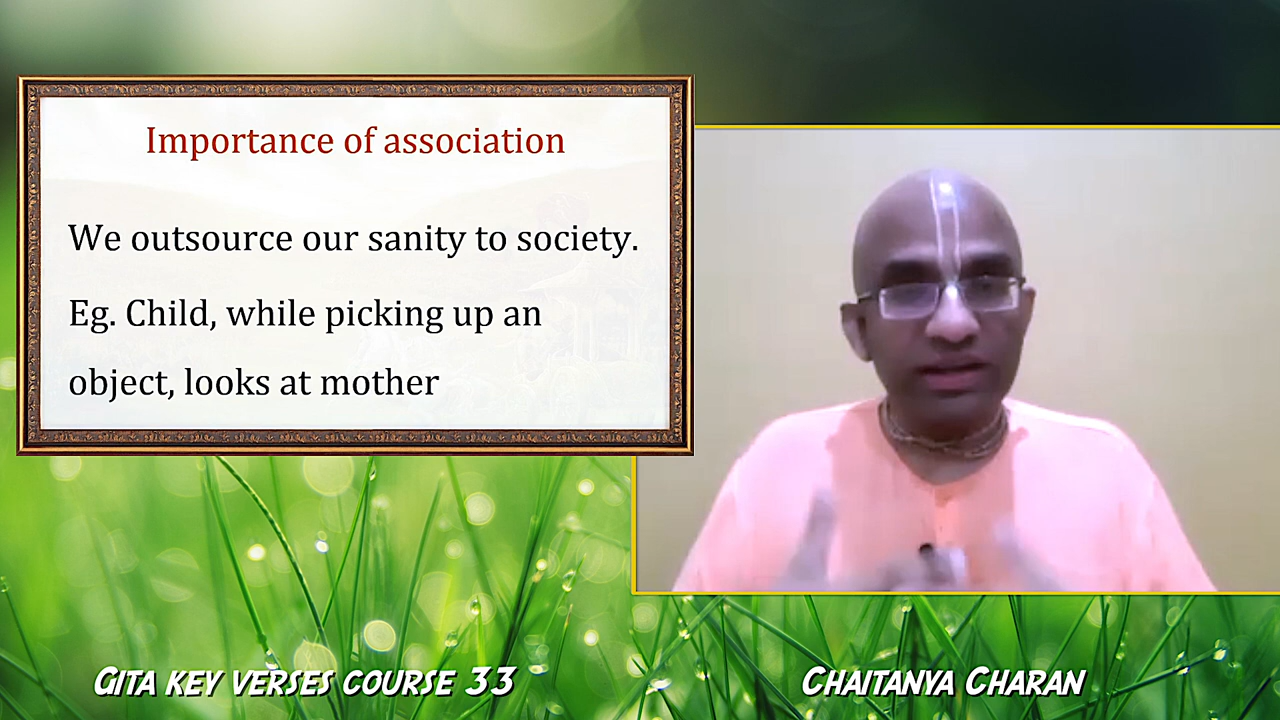 Importance of association
We outsource our sanity to society.
Eg. Child, while picking up an
object, looks at mother
Gita key verses course 33
Chaitanya Charan